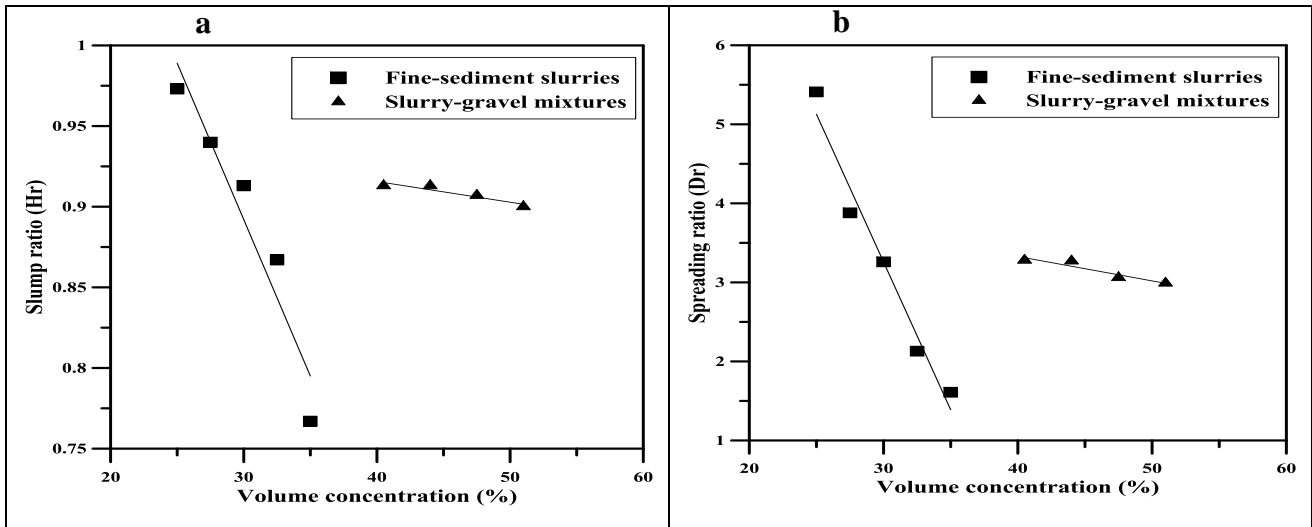 a
1
0.95
0.9
0.85
0.8
0.75
Slump ratio (Hr)
20
30
40
50
60
Volume concentration (%)
Fine-sediment slurries
Slurry-gravel mixtures
b
6
5
4
3
2
1
Spreading ratio (Dr)
20
30
40
50
60
Volume concentration (%)
Fine-sediment slurries
Slurry-gravel mixtures